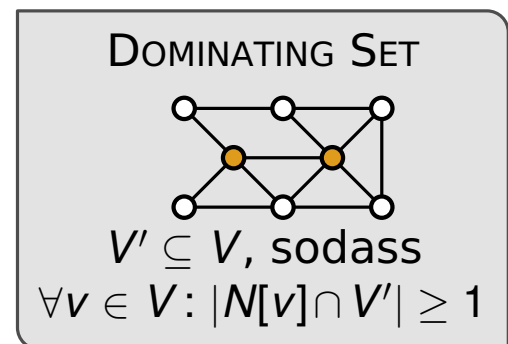 DOMINATING SET
V′ ⊆ V, sodass
∀v ∈ V: |N[v]∩V′| ≥ 1